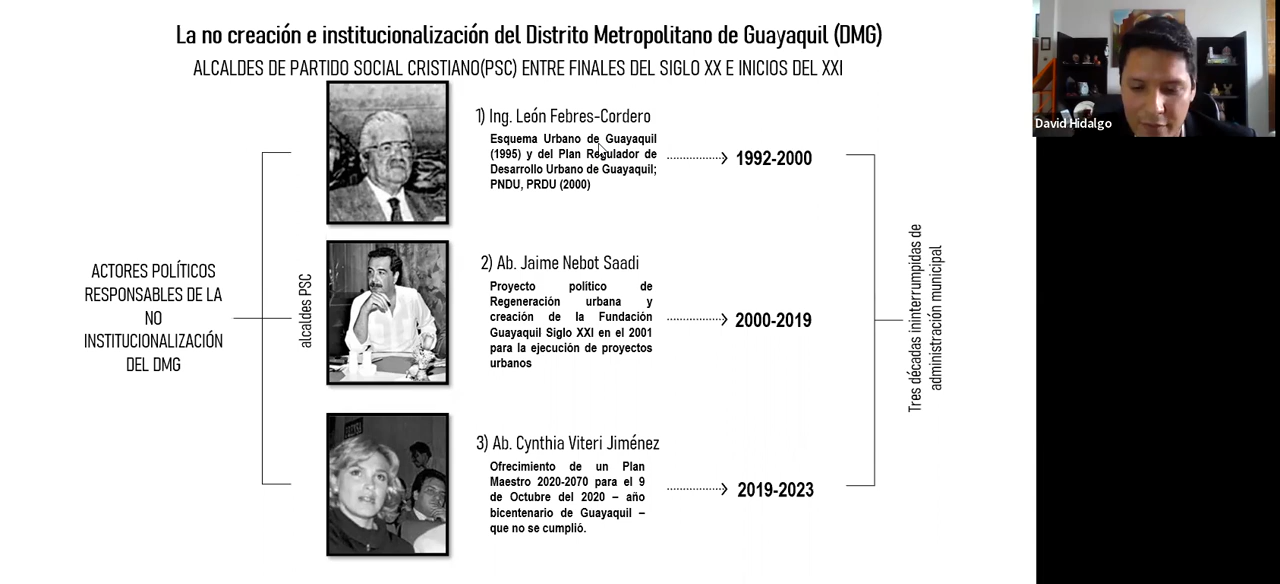 La no creación e institucionalización del Distrito Metropolitano de Guayaquil (DMG)
ALCALDES DE PARTIDO SOCIAL CRISTIANO(PSC) ENTRE FINALES DEL SIGLO XX E INICIOS DEL XXI
David Hidalgo
ACTORES POLÍTICOS
RESPONSABLES DE LA
NO
INSTITUCIONALIZACIÓN
DEL DMG
alcaldes PSC
1) Ing. León Febres-Cordero
Esquema Urbano de Guayaquil
(1995) y del Plan Regulador de
Desarrollo Urbano de Guayaquil;
PNDU, PRDU (2000)
1992-2000
2) Ab. Jaime Nebot Saadi
Proyecto político de
Regeneración urbana y
creación de la Fundación
Guayaquil Siglo XXI en el 2001
para la ejecución de proyectos
urbanos
2000-2019
3) Ab. Cynthia Viteri Jiménez
Ofrecimiento de un Plan
Maestro 2020-2070 para el 9
de Octubre del 2020 – año
bicentenario de Guayaquil –
que no se cumplió.
2019-2023
Tres décadas ininterrumpidas de
administración municipal